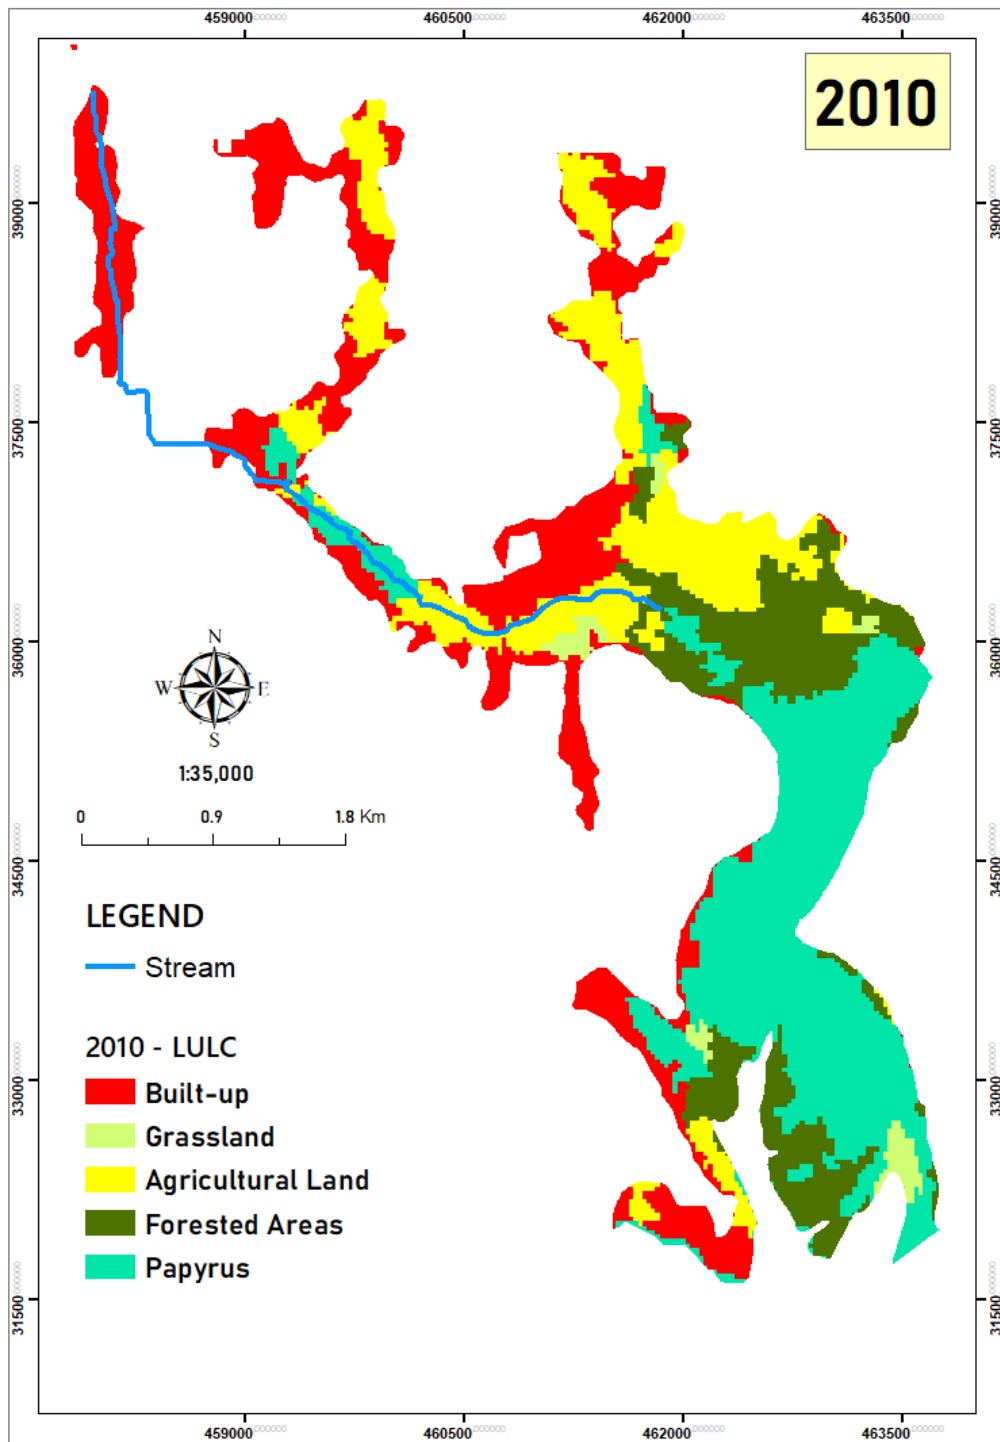 459000 460500 462000 463500
2010
39000 39000
37500 37500
36000 36000
N
W E
S
1:35,000
0 0.9 1.8 Km
34500 34500
LEGEND
Stream
2010 - LULC
Built-up
33000 33000
Grassland
Agricultural Land
Forested Areas
Papyrus
31500 31500
459000 460500 462000 463500